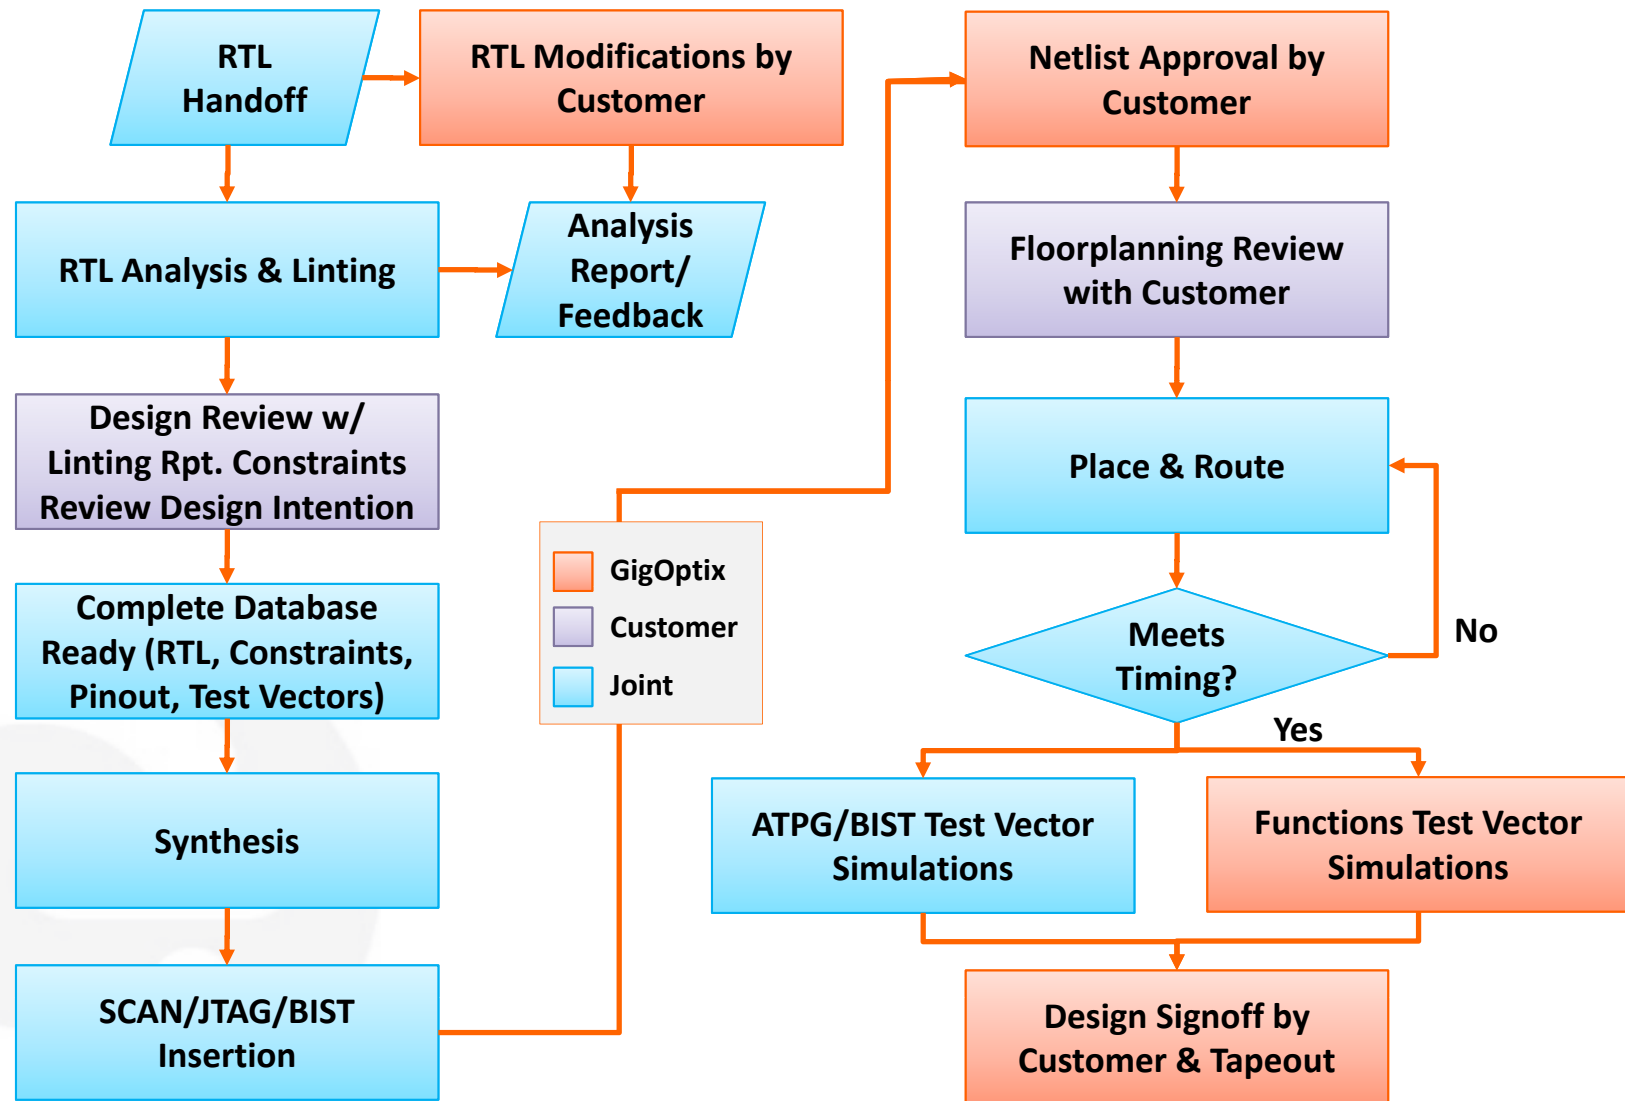 RTL
Handoff
RTL Modifications by
Customer
RTL Analysis & Linting
Analysis
Report/
Feedback
Design Review w/
Linting Rpt. Constraints
Review Design Intention
Complete Database
Ready (RTL, Constraints,
Pinout, Test Vectors)
Synthesis
SCAN/JTAG/BIST
Insertion
GigOptix
Customer
Joint
Netlist Approval by
Customer
Floorplanning Review
with Customer
Place & Route
Meets
Timing?
No
Yes
ATPG/BIST Test Vector
Simulations
Functions Test Vector
Simulations
Design Signoff by
Customer & Tapeout